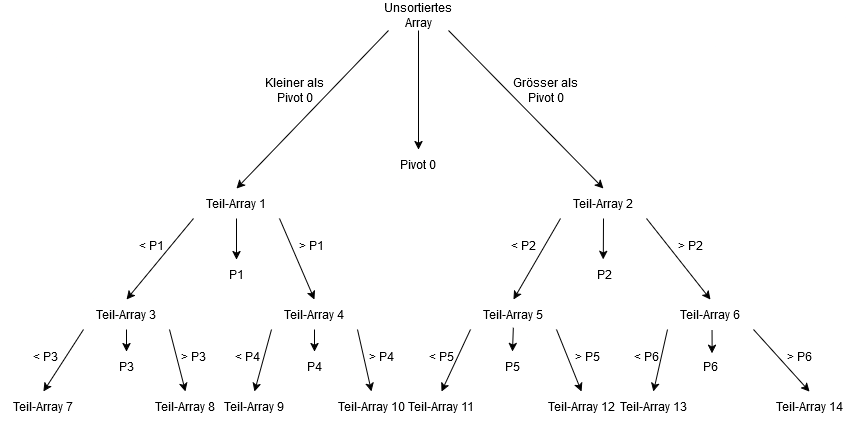 Unsortiertes
Array
Kleiner als
Pivot 0
Grösser als
Pivot 0
Pivot 0
Teil-Array 1
Teil-Array 2
< P1
> P1
< P2
> P2
P1
P2
Teil-Array 3
Teil-Array 4
Teil-Array 5
Teil-Array 6
< P3
> P3
< P4
> P4
< P5
> P5
< P6
> P6
P3
P4
P5
P6
Teil-Array 7
Teil-Array 8
Teil-Array 9
Teil-Array 10
Teil-Array 11
Teil-Array 12
Teil-Array 13
Teil-Array 14